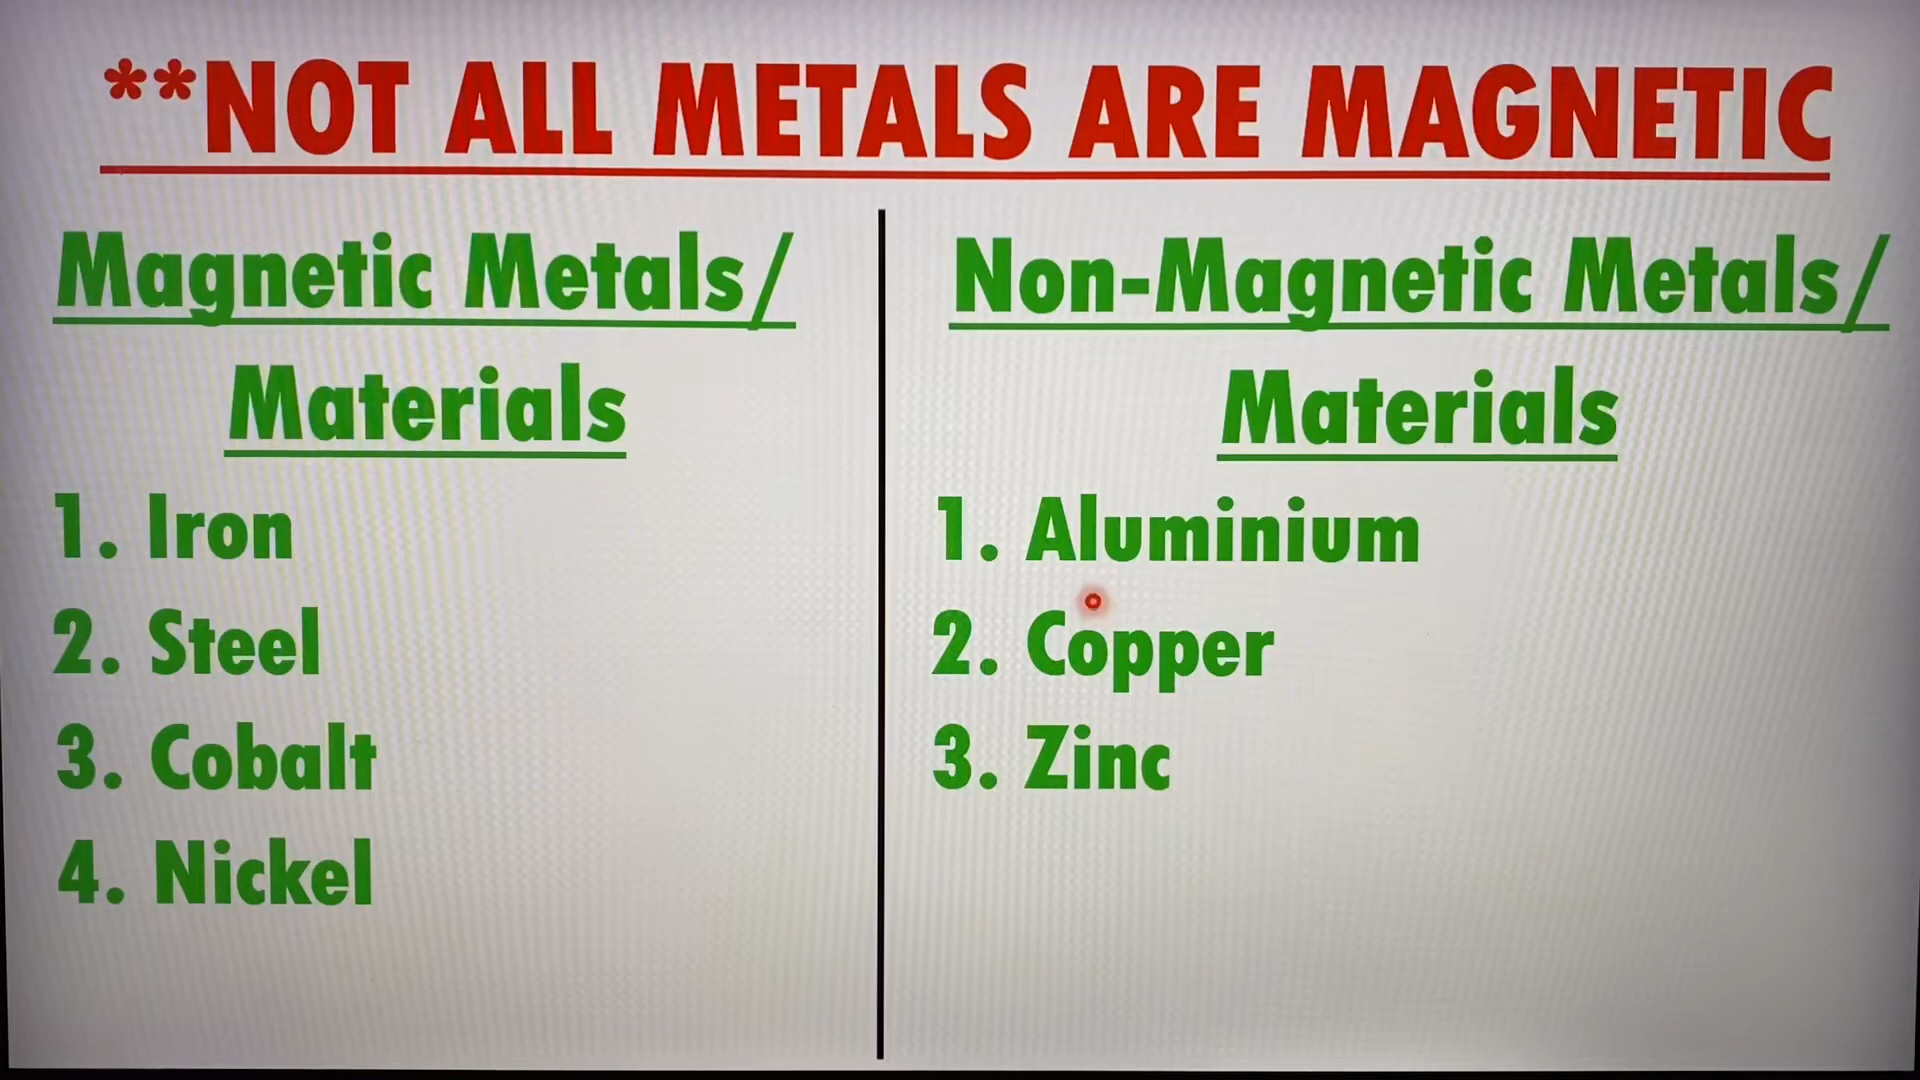 **NOT ALL METALS ARE MAGNETIC
Magnetic Metals/
Materials
1. Iron
2. Steel
3. Cobalt
4. Nickel
Non-Magnetic Metals/
Materials
1. Aluminium
2. Copper
3. Zinc